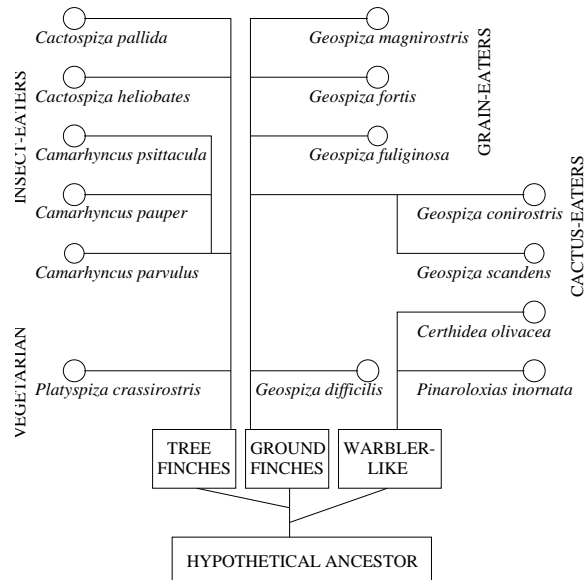 Cactospiza pallida
Geospiza magnirostris
Cactospiza heliobates
Geospiza fortis
Camarhyncus psittacula
Geospiza fuliginosa
Camarhyncus pauper
Geospiza conirostris
Camarhyncus parvulus
Geospiza scandens
Certhidea olivacea
Platyspiza crassirostris
Geospiza difficilis
Pinaroloxias inornata
INSECT-EATERS
VEGETARIAN
GRAIN-EATERS
CACTUS-EATERS
TREE
FINCHES
GROUND
FINCHES
WARBLER-
LIKE
HYPOTHETICAL ANCESTOR